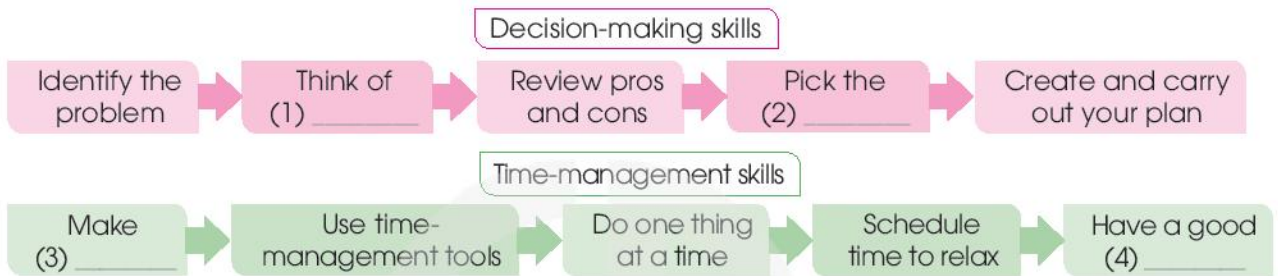 Decision-making skills
Identify the
problem
Think of
(1) ________
Review pros
and cons
Pick the
(2) ________
Create and carry
out your plan
Time-management skills
Make
(3) ________
Use time-
management tools
Do one thing
at a time
Schedule
time to relax
Have a good
(4) ________